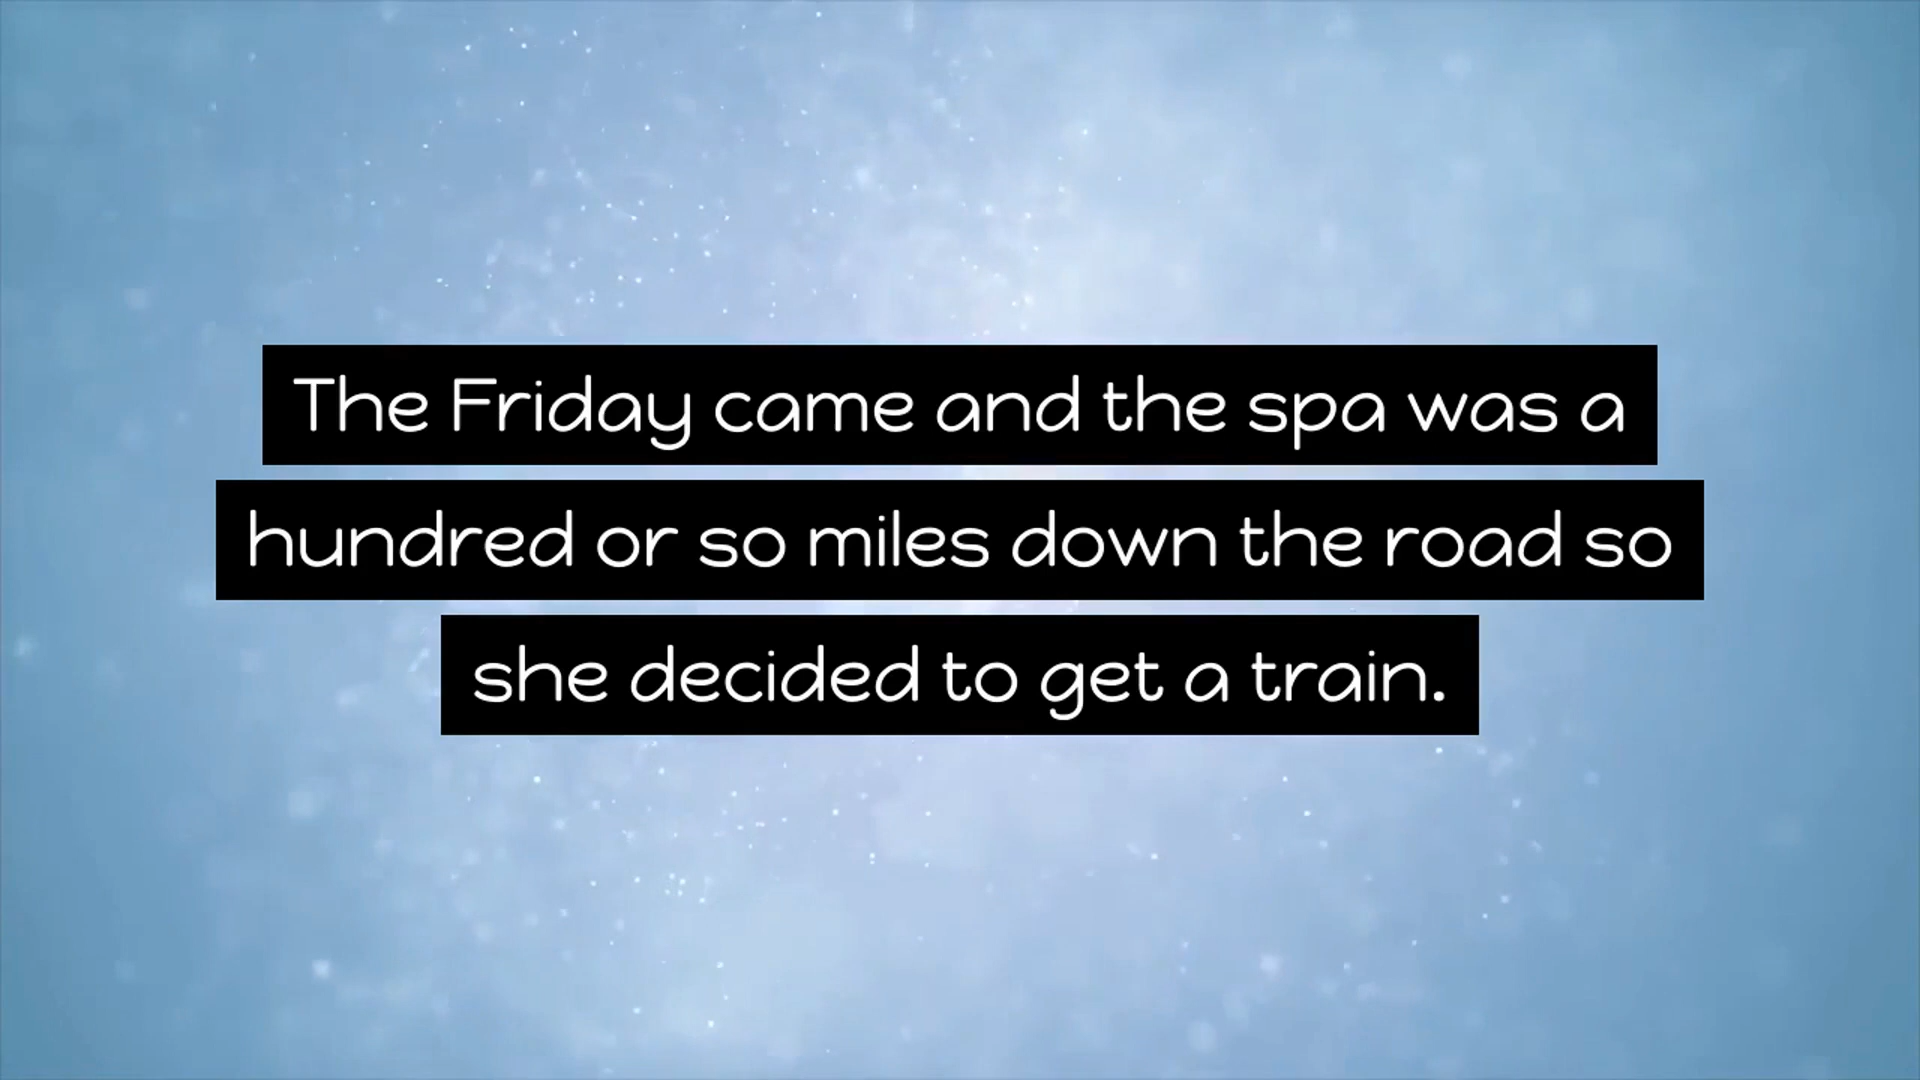 The Friday came and the spa was a
hundred or so miles down the road so
she decided to get a train.